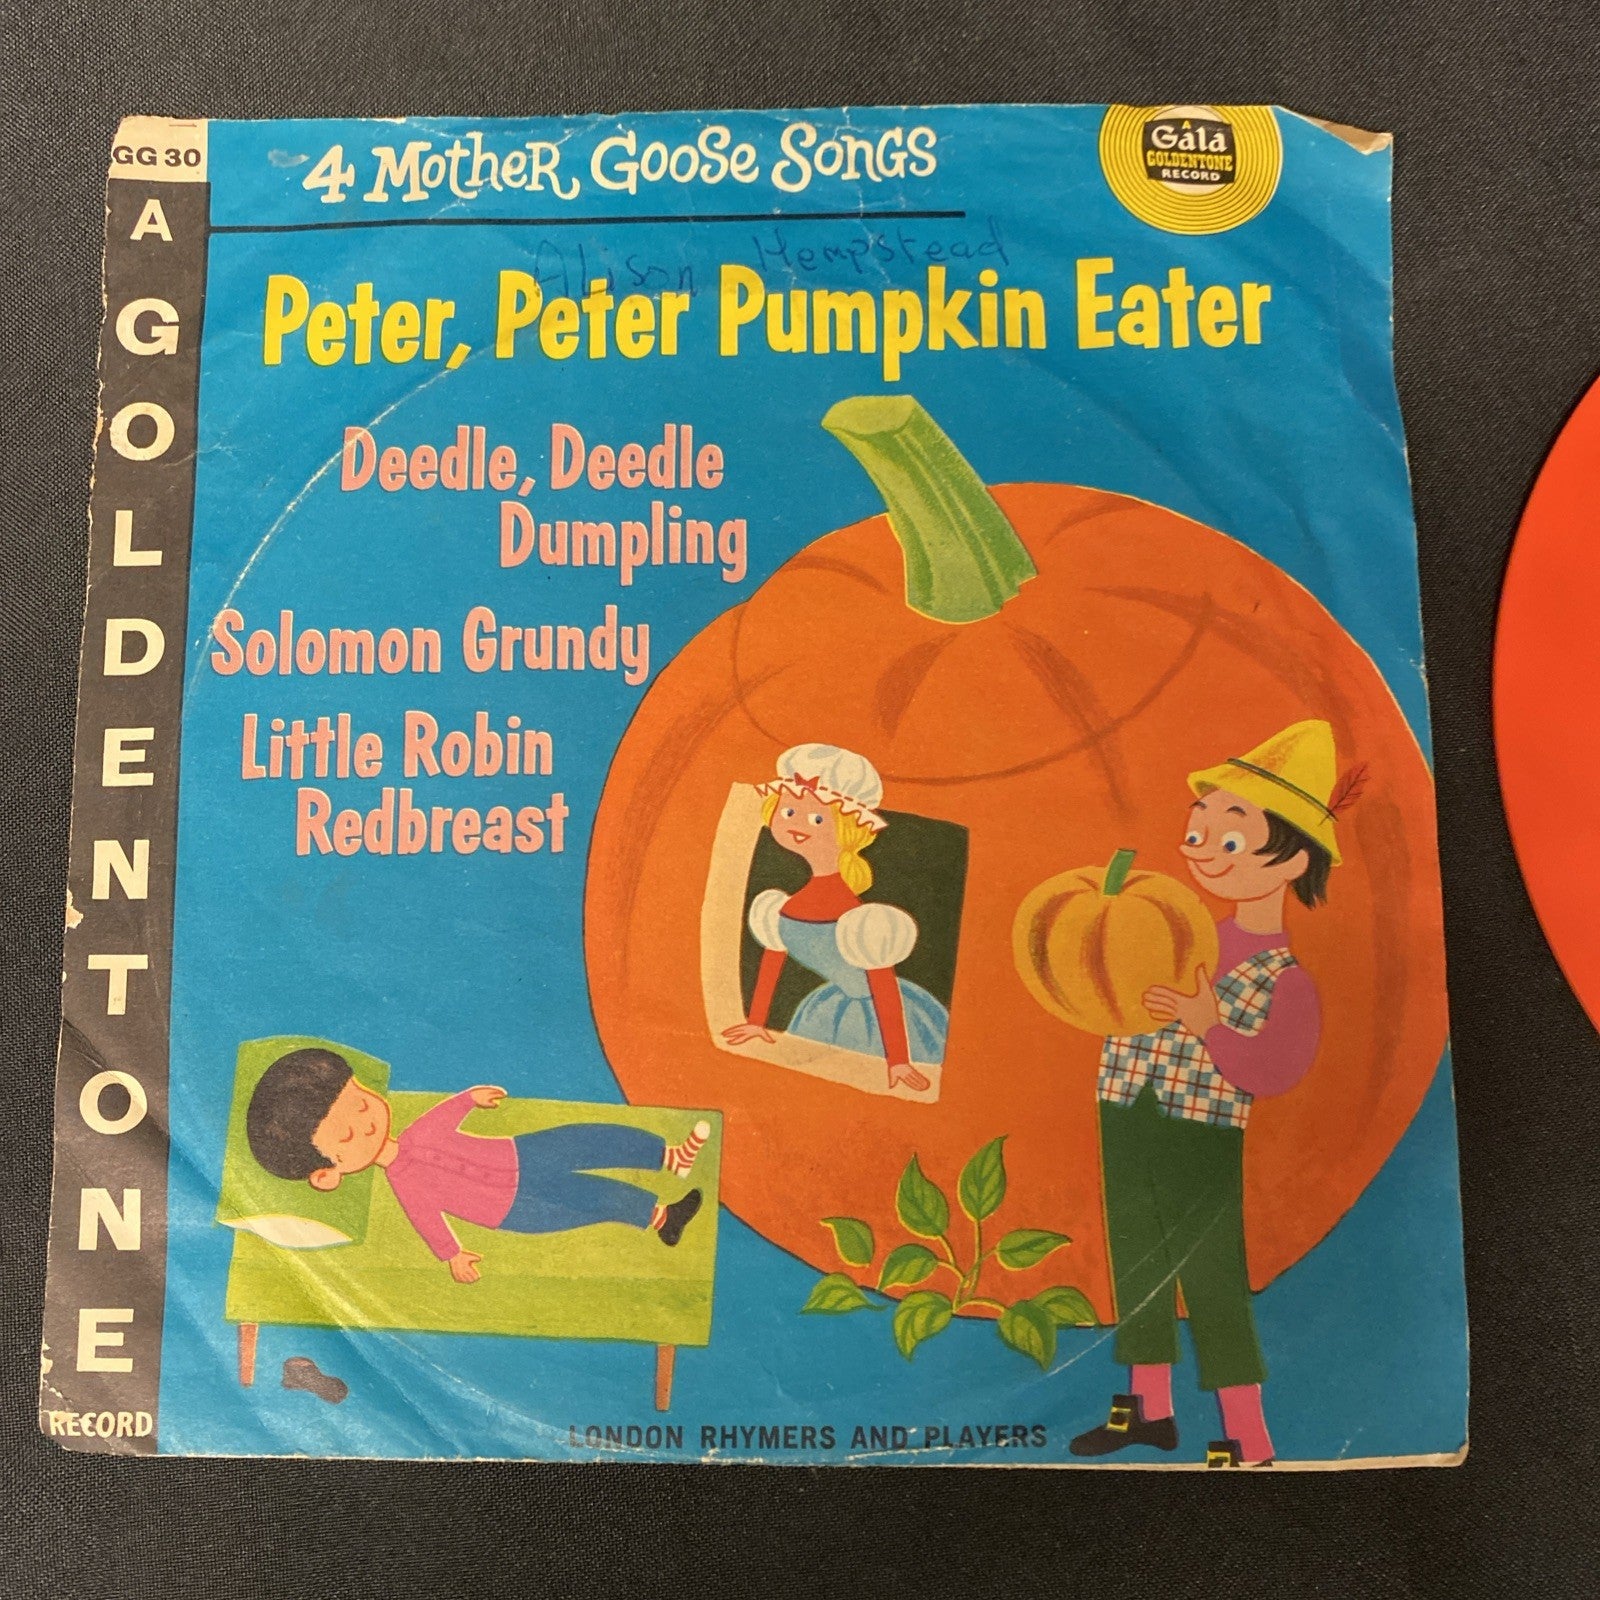 GG 30
A GOLDENTONE
RECORD
4 Mother Goose Songs
A
Gala
GOLDENTONE
RECORD
Alison Hempstead
Peter, Peter Pumpkin Eater
Deedle, Deedle
Dumpling
Solomon Grundy
Little Robin
Redbreast
LONDON RHYMERS AND PLAYERS